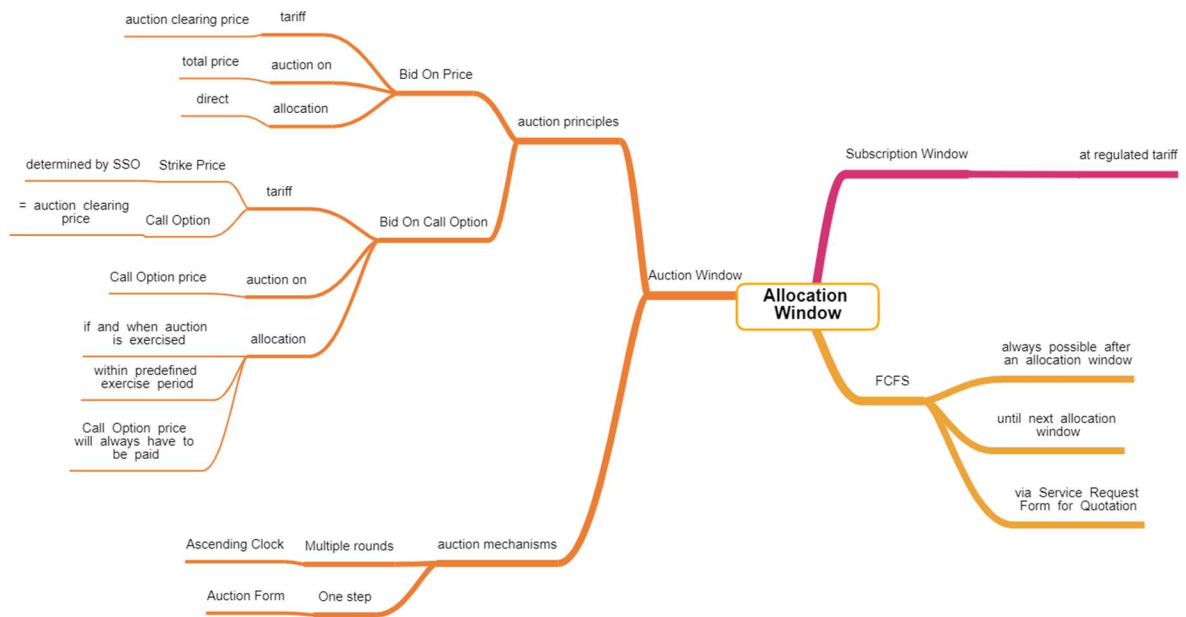 auction clearing price
tariff
total price
auction on
Bid On Price
direct
allocation
auction principles
determined by SSO
Strike Price
tariff
= auction clearing
price
Call Option
Bid On Call Option
Call Option price
auction on
if and when auction
is exercised
allocation
within predefined
exercise period
Call Option price
will always have to
be paid
Auction Window
Ascending Clock
Multiple rounds
auction mechanisms
Auction Form
One step
Allocation
Window
Subscription Window
at regulated tariff
FCFS
always possible after
an allocation window
until next allocation
window
via Service Request
Form for Quotation